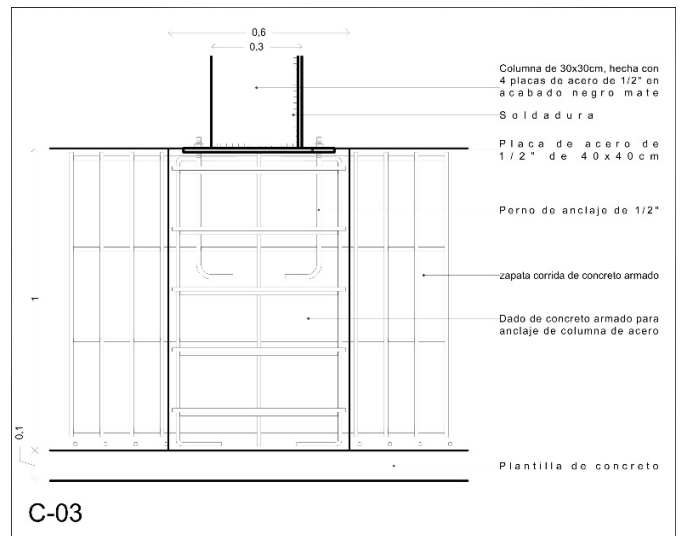 0,6
0,3
Columna de 30x30cm, hecha con
4 placas de acero de 1/2" en
acabado negro mate
Soldadura
Placa de acero de
1/2" de 40x40cm
Perno de anclaje de 1/2"
zapata corrida de concreto armado
1
Dado de concreto armado para
anclaje de columna de acero
0,1
Plantilla de concreto
C-03